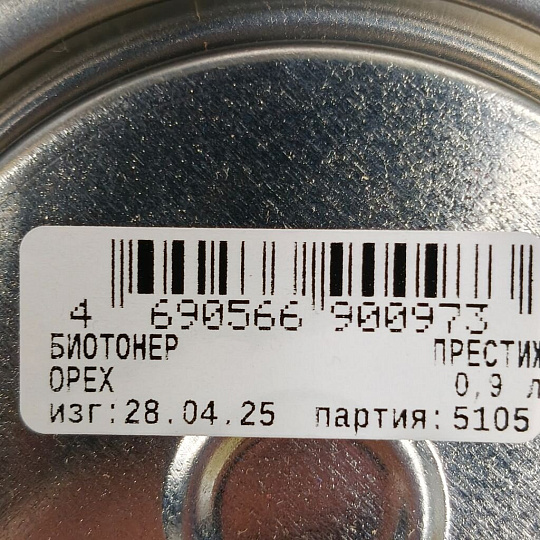 4 690566 900973
БИОТОНЕР ПРЕСТИЖ
ОРЕХ 0,9 л
изг:28.04.25 партия:5105